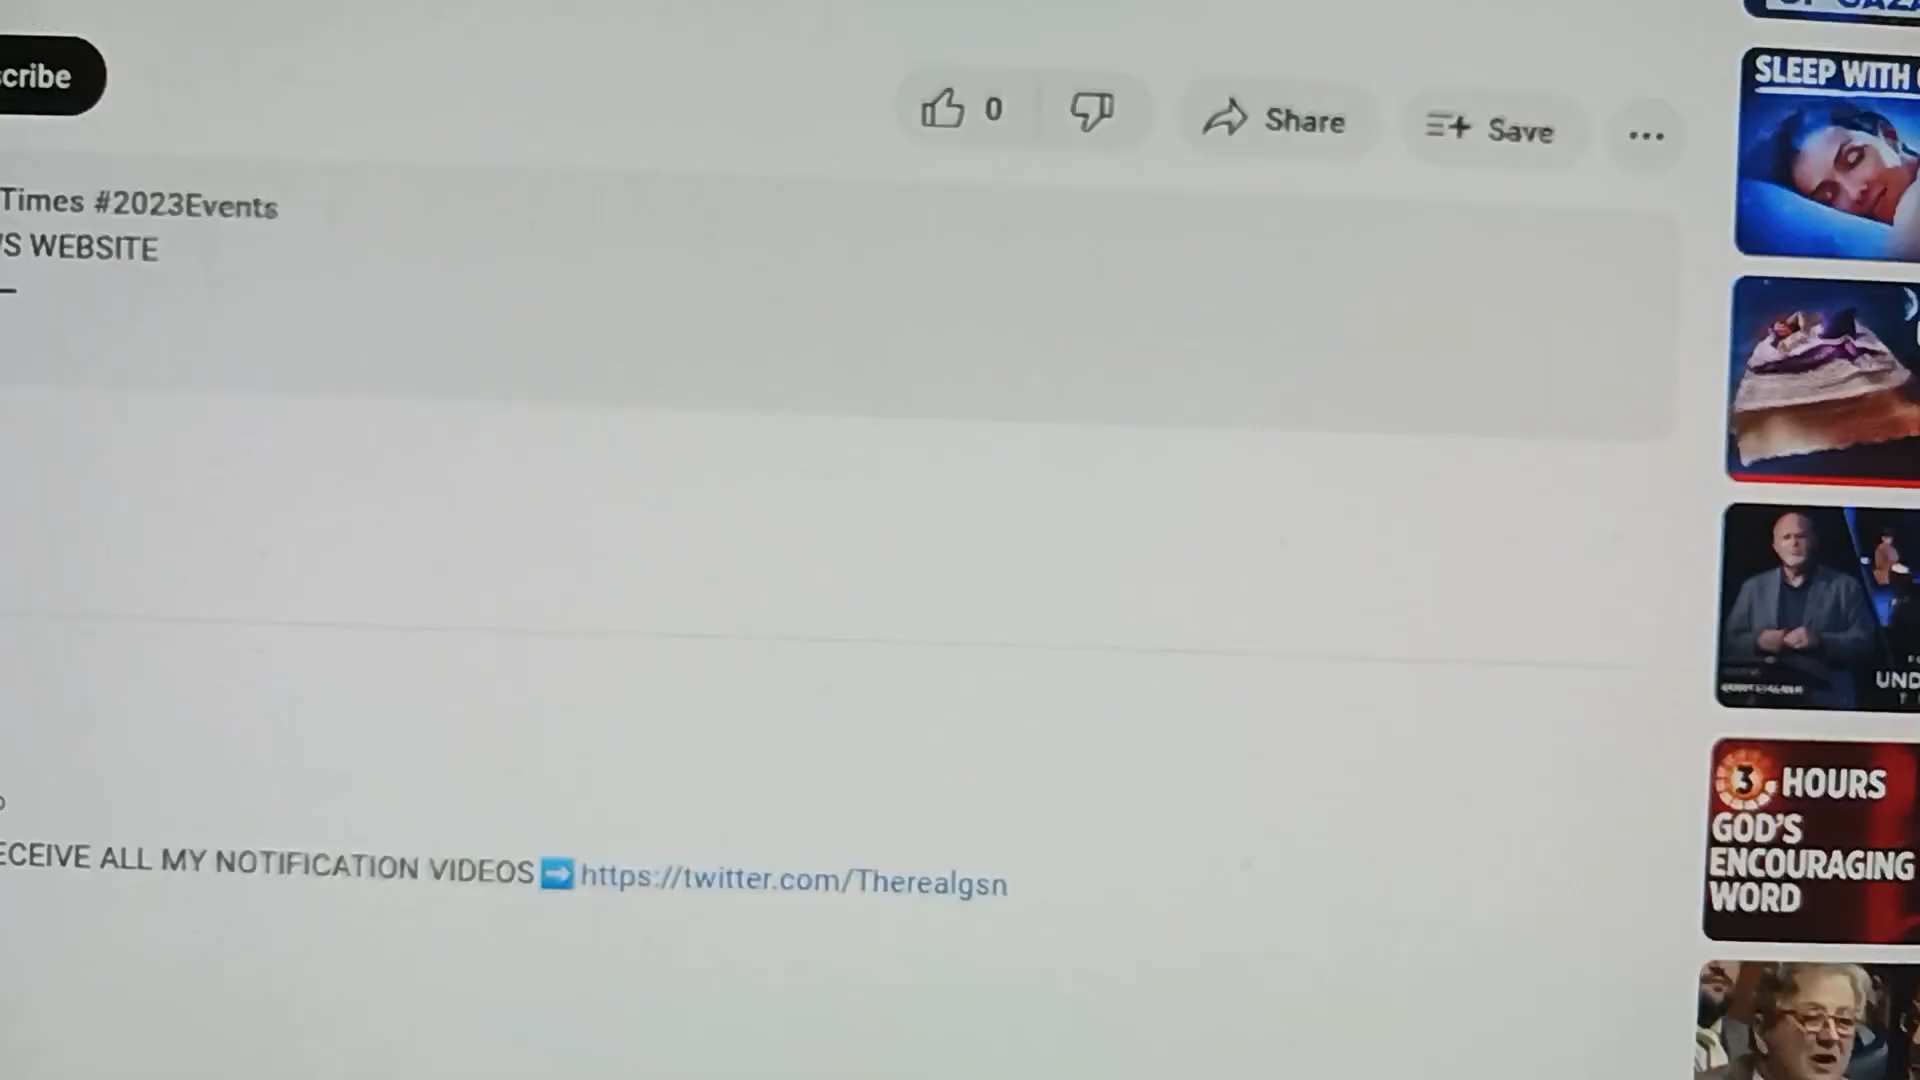 cribe
0
Share
Save
Times #2023Events
'S WEBSITE
ECEIVE ALL MY NOTIFICATION VIDEOS➡https://twitter.com/Therealgsn
SLEEP WITH
UND
3 HOURS
GOD'S
ENCOURAGING
WORD